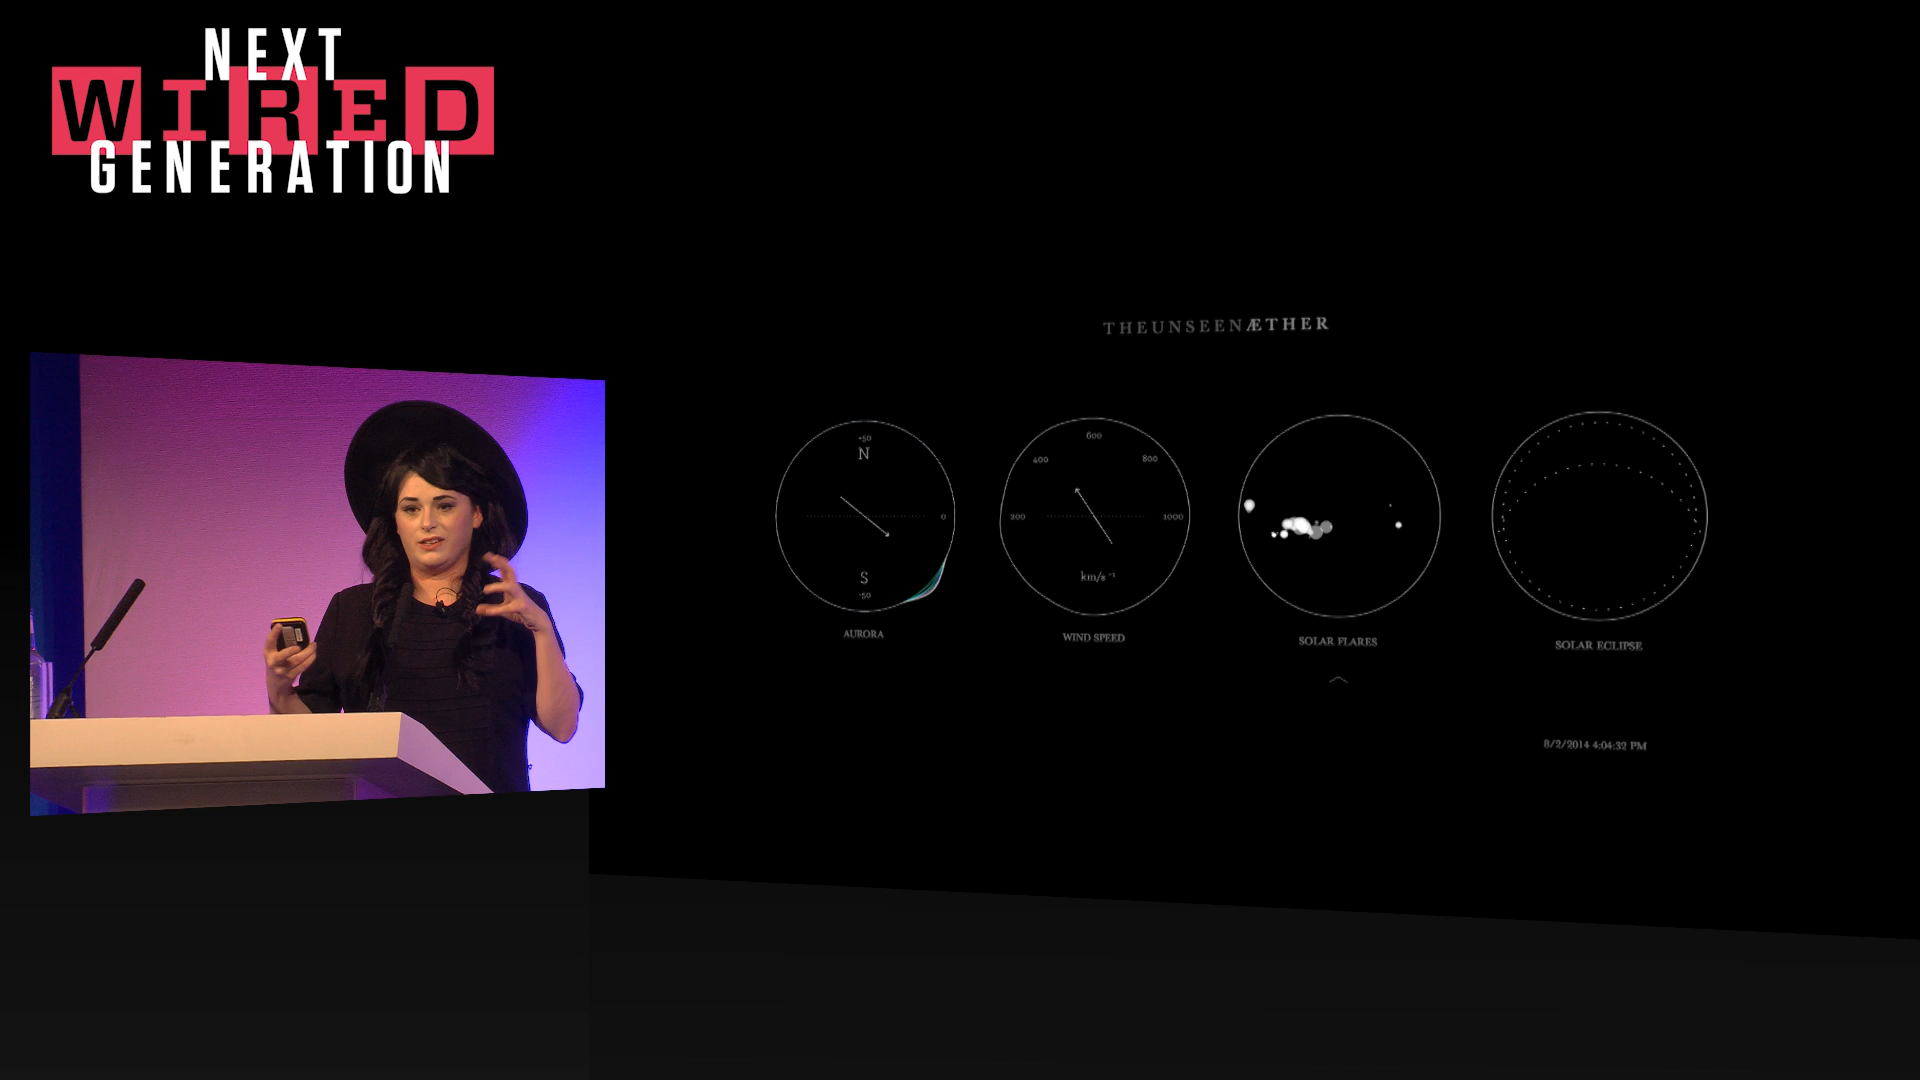 NEXT
WIRED
GENERATION
THEUNSEENÆTHER
+50
N
0
S
-50
AURORA
600
400
800
200
1000
km/s⁻¹
WIND SPEED
SOLAR FLARES
SOLAR ECLIPSE
8/2/2014 4:04:32 PM